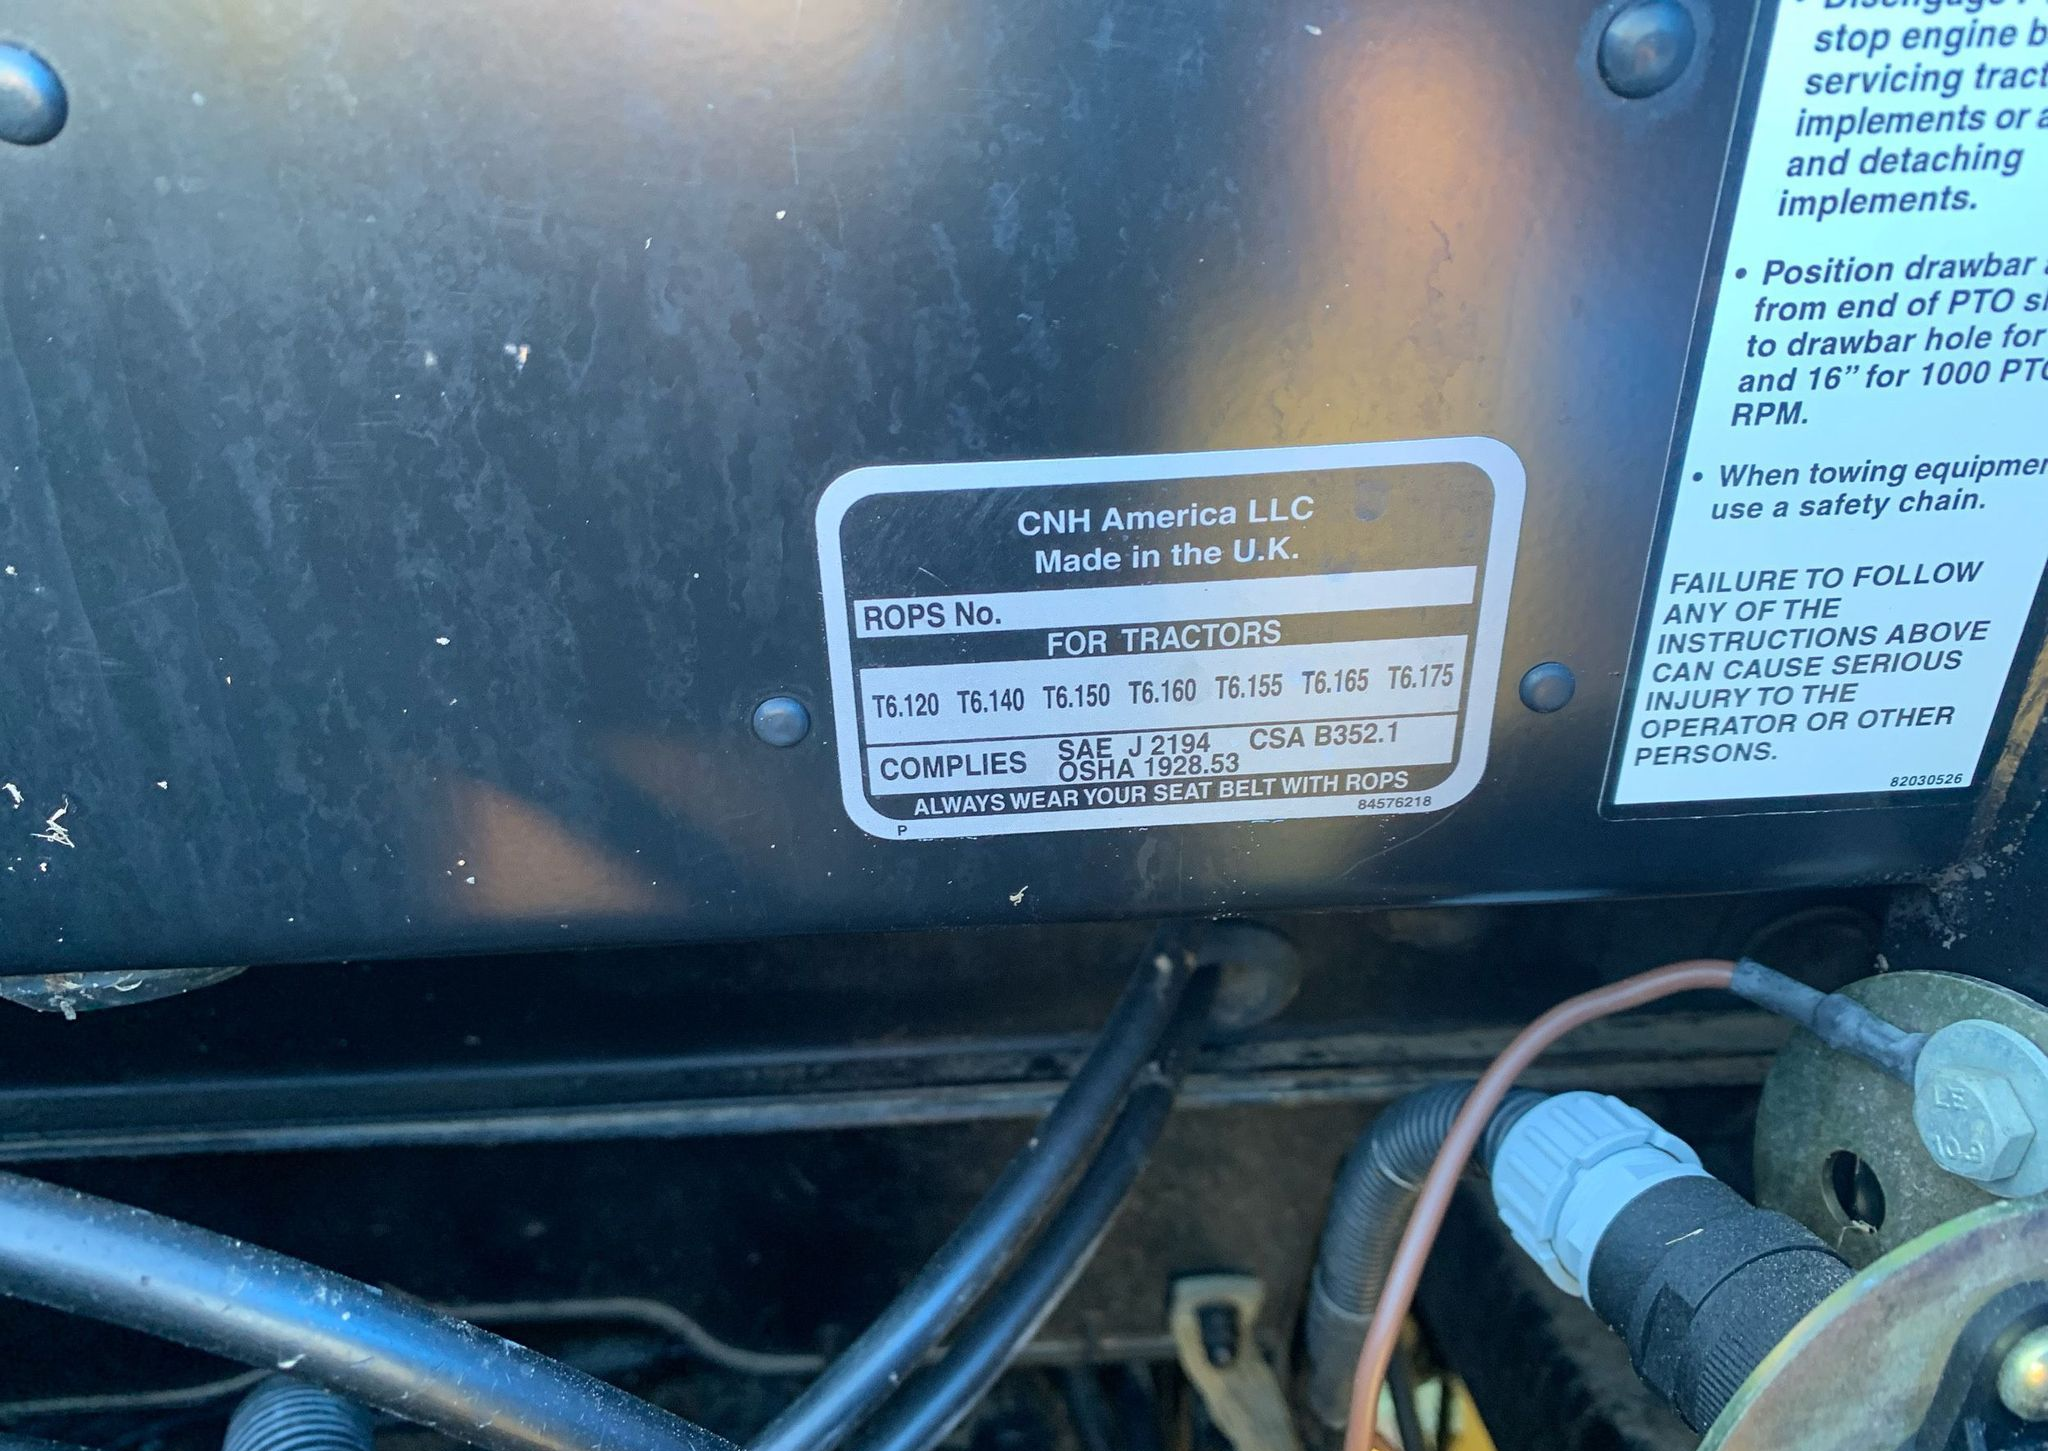 CNH America LLC
Made in the U.K.
ROPS No.
FOR TRACTORS
T6.120 T6.140 T6.150 T6.160 T6.155 T6.165 T6.175
COMPLIES SAE J 2194 CSA B352.1
OSHA 1928.53
ALWAYS WEAR YOUR SEAT BELT WITH ROPS
P 84576218
• Disengage
stop engine
servicing
implements or
and detaching
implements.
• Position drawbar
from end of PTO
to drawbar hole for
and 16” for 1000
RPM.
• When towing
use a safety chain.
FAILURE TO FOLLOW
ANY OF THE
INSTRUCTIONS ABOVE
CAN CAUSE SERIOUS
INJURY TO THE
OPERATOR OR OTHER
PERSONS.
82030526
10.9